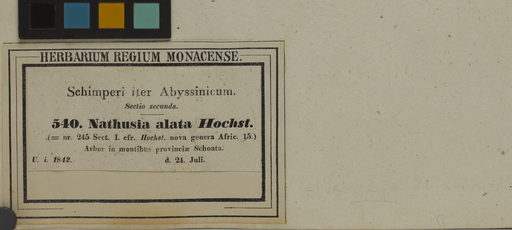 HERBARIUM REGIUM MONACENSE.
Schimperi iter Abyssinicum.
Sectio secunda.
540. Nathusia alata Hochst.
(= nr. 245 Sect. I. cfr. Hochst. nova genera Afric. 15.)
Arbor in montibus provinciæ Schoata.
U. i. 1842. d. 24. Juli.